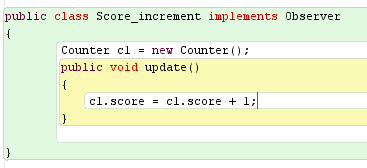 public class Score_increment implements Observer
{
Counter c1 = new Counter();
public void update()
{
c1.score = c1.score + 1;
}
}